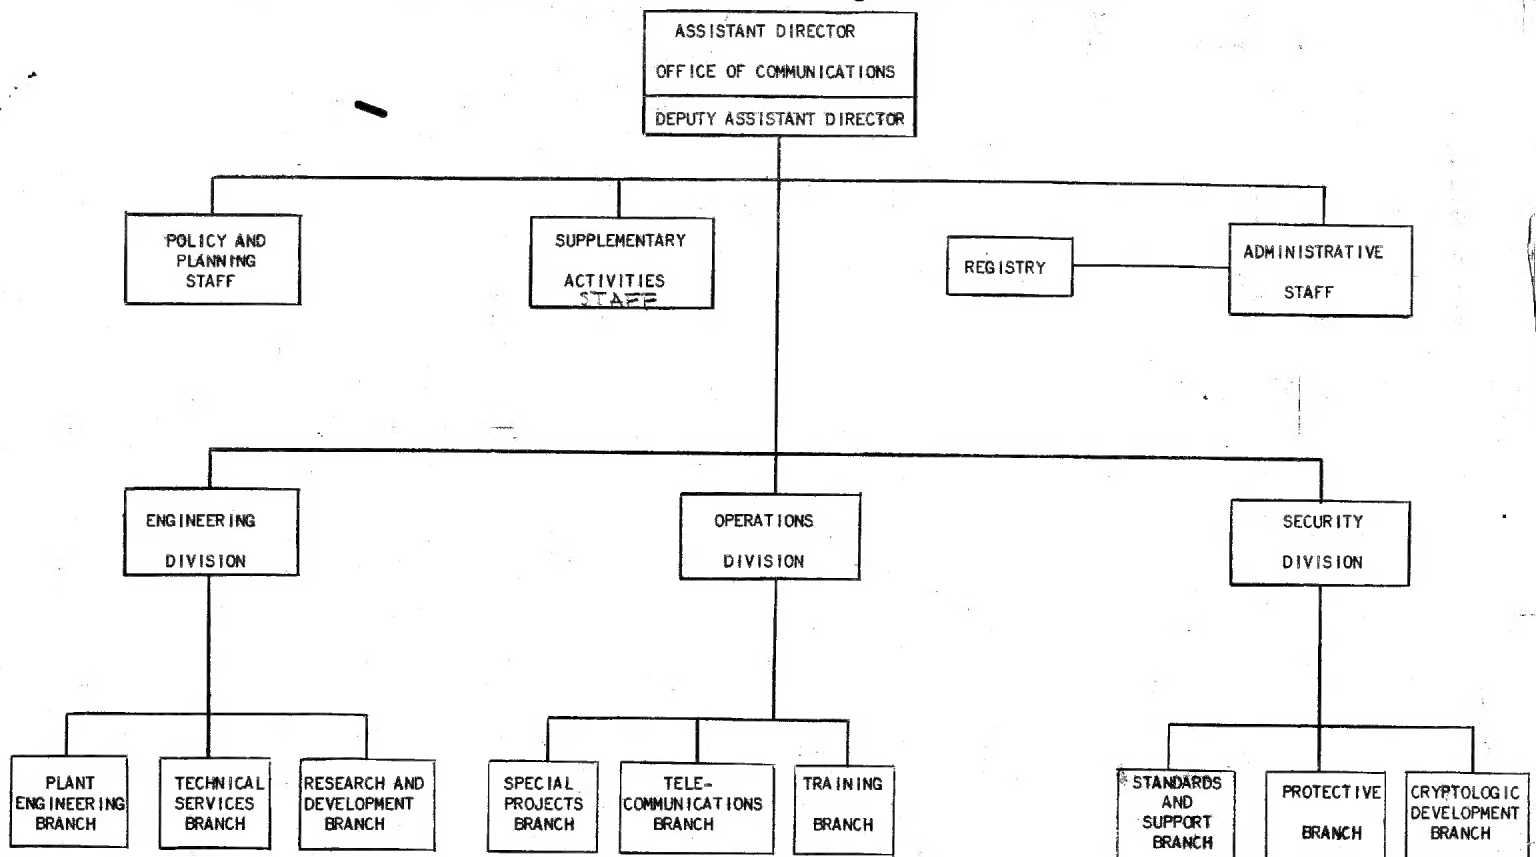 ASSISTANT DIRECTOR
OFFICE OF COMMUNICATIONS
DEPUTY ASSISTANT DIRECTOR
POLICY AND
PLANNING
STAFF
SUPPLEMENTARY
ACTIVITIES
STAFF
REGISTRY
ADMINISTRATIVE
STAFF
ENGINEERING
DIVISION
OPERATIONS
DIVISION
SECURITY
DIVISION
PLANT
ENGINEERING
BRANCH
TECHNICAL
SERVICES
BRANCH
RESEARCH AND
DEVELOPMENT
BRANCH
SPECIAL
PROJECTS
BRANCH
TELE-
COMMUNICATIONS
BRANCH
TRAINING
BRANCH
STANDARDS
AND
SUPPORT
BRANCH
PROTECTIVE
BRANCH
CRYPTOLOGIC
DEVELOPMENT
BRANCH